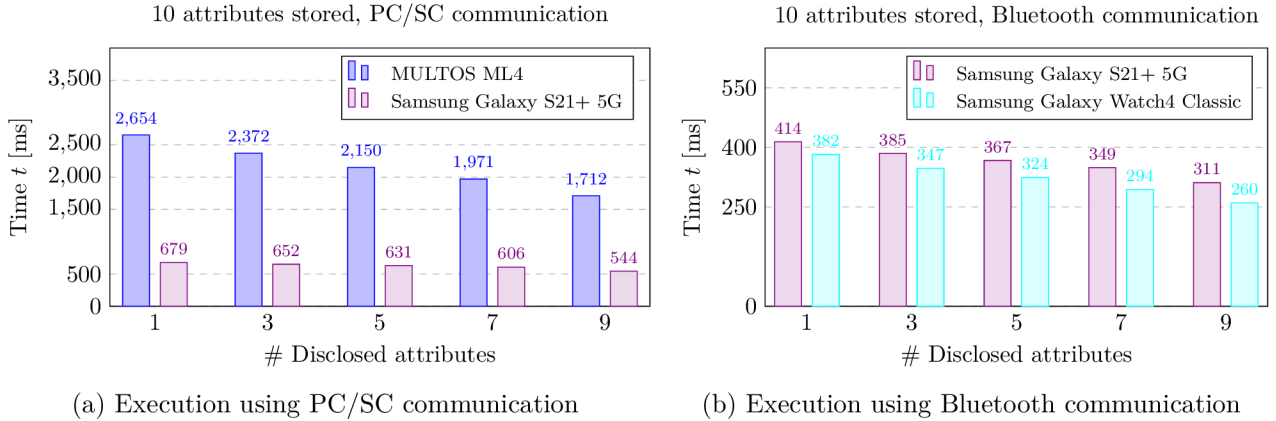 10 attributes stored, PC/SC communication
3,500
2,500
2,000
1,500
500
0
Time t [ms]
MULTOS ML4
Samsung Galaxy S21+ 5G
2,654
2,372
2,150
1,971
1,712
679
652
631
606
544
1 3 5 7 9
# Disclosed attributes
(a) Execution using PC/SC communication
10 attributes stored, Bluetooth communication
550
400
250
0
Time t [ms]
Samsung Galaxy S21+ 5G
Samsung Galaxy Watch4 Classic
414
385
367
349
311
382
347
324
294
260
1 3 5 7 9
# Disclosed attributes
(b) Execution using Bluetooth communication